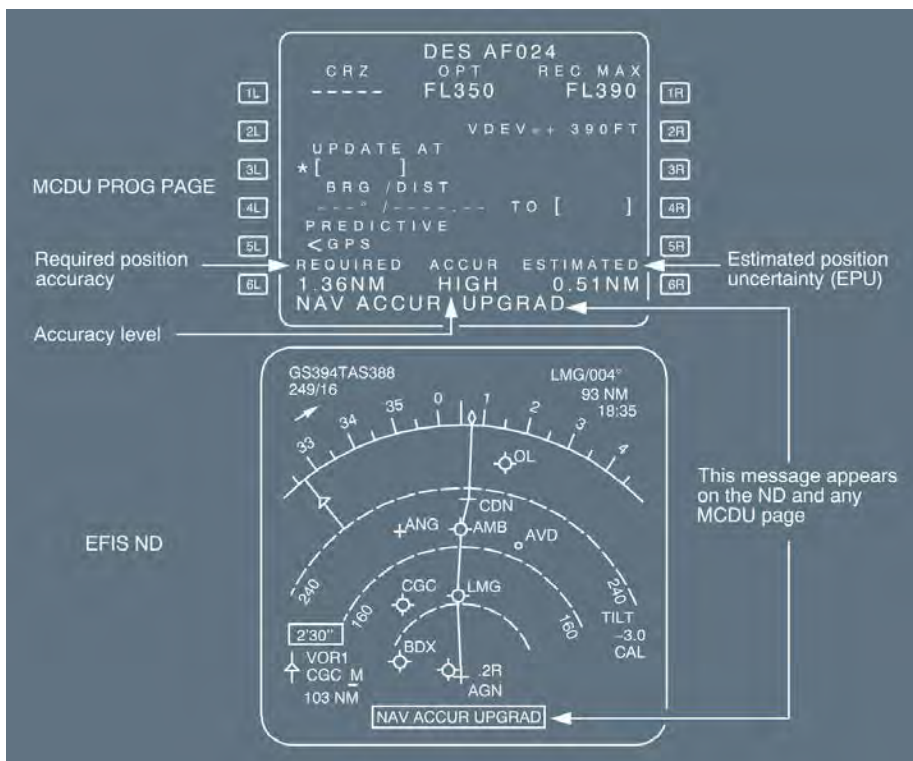 DES AF024
CRZ OPT REC MAX
1L ----- FL350 FL390 1R
2L VDEV=+ 390FT 2R
UPDATE AT
3L *[ ] 3R
MCDU PROG PAGE
BRG /DIST
4L ---° /----.-- TO [ ] 4R
PREDICTIVE
5L <GPS 5R
Required position
accuracy
REQUIRED ACCUR ESTIMATED
Estimated position
uncertainty (EPU)
6L 1.36NM HIGH 0.51NM 6R
NAV ACCUR UPGRAD
Accuracy level
GS394TAS388
249/16
LMG/004°
93 NM
18:35
33 34 35 0 1 2 3 4
OL
CDN
ANG AMB AVD
This message appears
on the ND and any
MCDU page
EFIS ND
CGC LMG
240 160 160 240
TILT
-3.0
CAL
2'30"
VOR1
CGC M
103 NM
BDX
.2R
AGN
NAV ACCUR UPGRAD